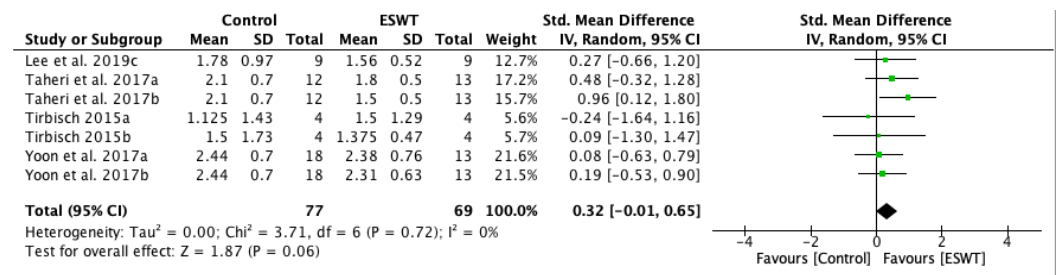 Control ESWT Std. Mean Difference Std. Mean Difference
Study or Subgroup Mean SD Total Mean SD Total Weight IV, Random, 95% CI IV, Random, 95% CI
Lee et al. 2019c 1.78 0.97 9 1.56 0.52 9 12.7% 0.27 [-0.66, 1.20]
Taheri et al. 2017a 2.1 0.7 12 1.8 0.5 13 17.2% 0.48 [-0.32, 1.28]
Taheri et al. 2017b 2.1 0.7 12 1.5 0.5 13 15.7% 0.96 [0.12, 1.80]
Tirbisch 2015a 1.125 1.43 4 1.5 1.29 4 5.6% -0.24 [-1.64, 1.16]
Tirbisch 2015b 1.5 1.73 4 1.375 0.47 4 5.7% 0.09 [-1.30, 1.47]
Yoon et al. 2017a 2.44 0.7 18 2.38 0.76 13 21.6% 0.08 [-0.63, 0.79]
Yoon et al. 2017b 2.44 0.7 18 2.31 0.63 13 21.5% 0.19 [-0.53, 0.90]
Total (95% CI) 77 69 100.0% 0.32 [-0.01, 0.65]
Heterogeneity: Tau² = 0.00; Chi² = 3.71, df = 6 (P = 0.72); I² = 0%
Test for overall effect: Z = 1.87 (P = 0.06)
-4 -2 0 2 4
Favours [Control] Favours [ESWT]